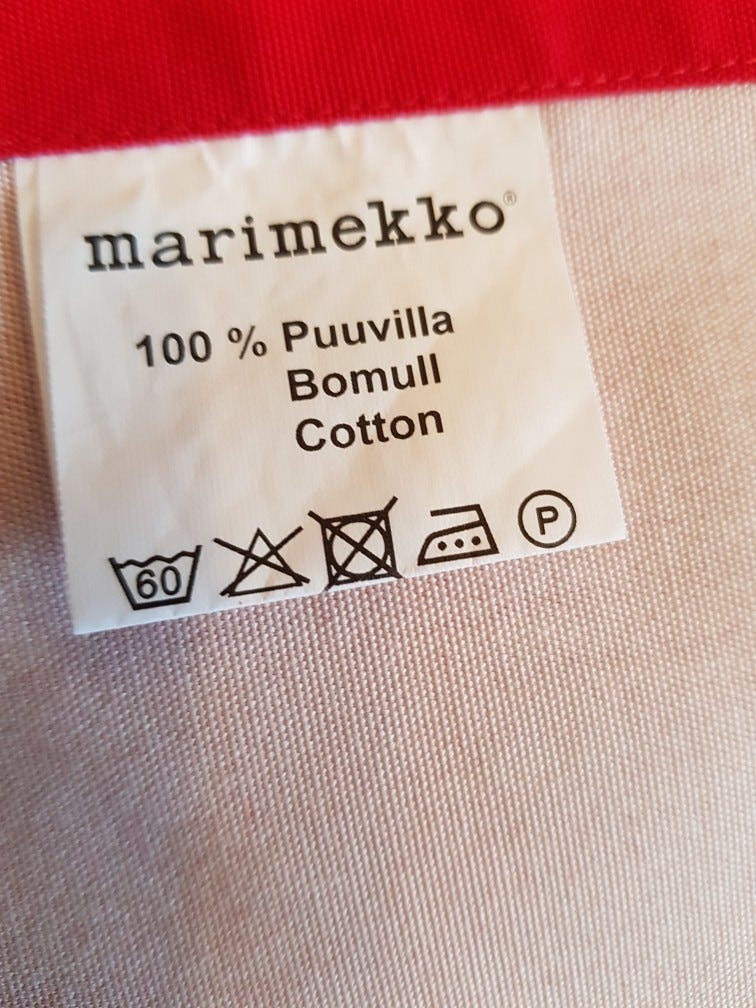 marimekko®
100 % Puuvilla
Bomull
Cotton
60 P